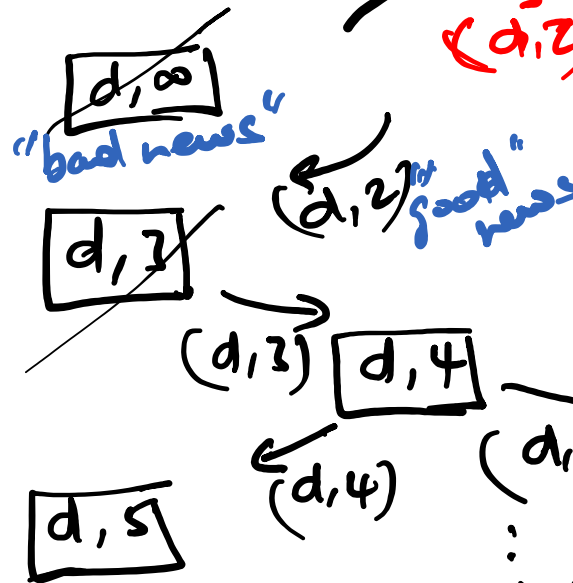 (d,2
d, ∞
"bad news"
(d,2)
"good"
news
d, 3
(d,3)
d, 4
(d,
(d,4)
d, 5
⋮